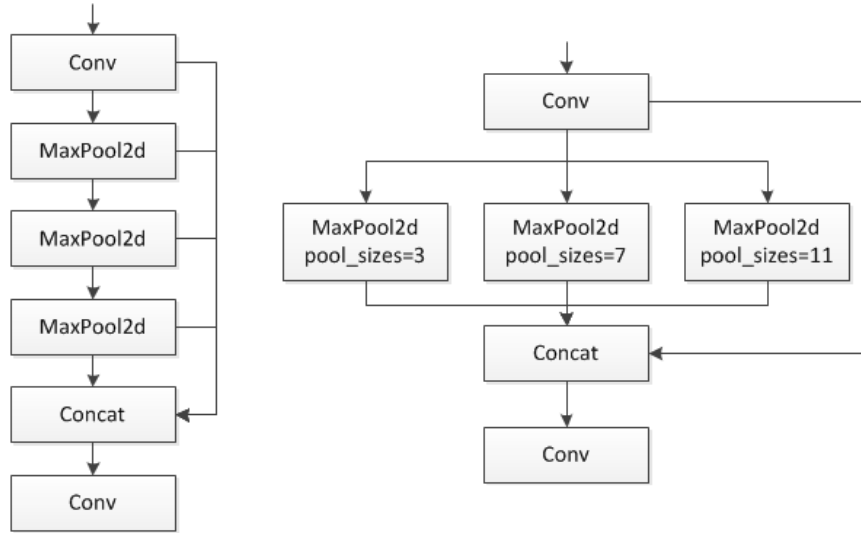 Conv
MaxPool2d
MaxPool2d
MaxPool2d
Concat
Conv
Conv
MaxPool2d
pool_sizes=3
MaxPool2d
pool_sizes=7
MaxPool2d
pool_sizes=11
Concat
Conv